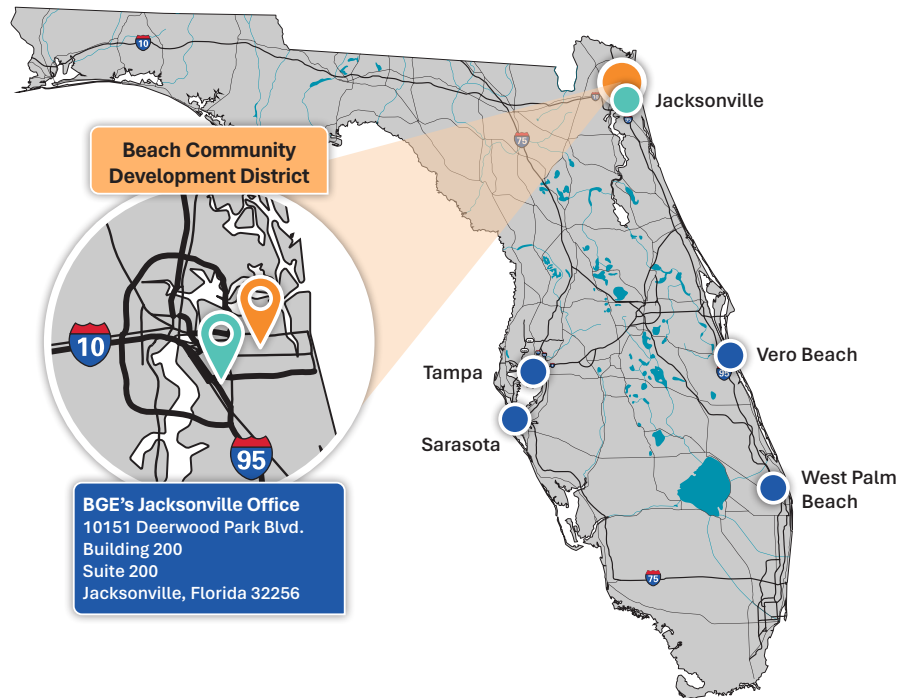 10
Jacksonville
75
Beach Community
Development District
10
95
Tampa
Sarasota
Vero Beach
95
West Palm
Beach
BGE’s Jacksonville Office
10151 Deerwood Park Blvd.
Building 200
Suite 200
Jacksonville, Florida 32256
75